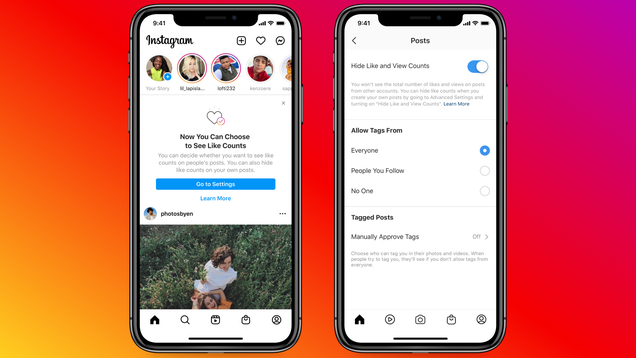 9:41
Instagram
Your Story
lil_lapisla...
lofti232
kenzoere
sapp
Now You Can Choose
to See Like Counts
You can decide whether you want to see like
counts on people's posts. You can also hide
like counts on your own posts.
Go to Settings
Learn More
photosbyen
9:41
Posts
Hide Like and View Counts
You won't see the total number of likes and views on posts
from other accounts. You can hide like counts when you
create your own posts by going to Advanced Settings and
turning on "Hide Like and View Counts". Learn More
Allow Tags From
Everyone
People You Follow
No One
Tagged Posts
Manually Approve Tags Off
Choose who can tag you in their photos and videos. When
people try to tag you, they'll see if you don't allow tags from
everyone.